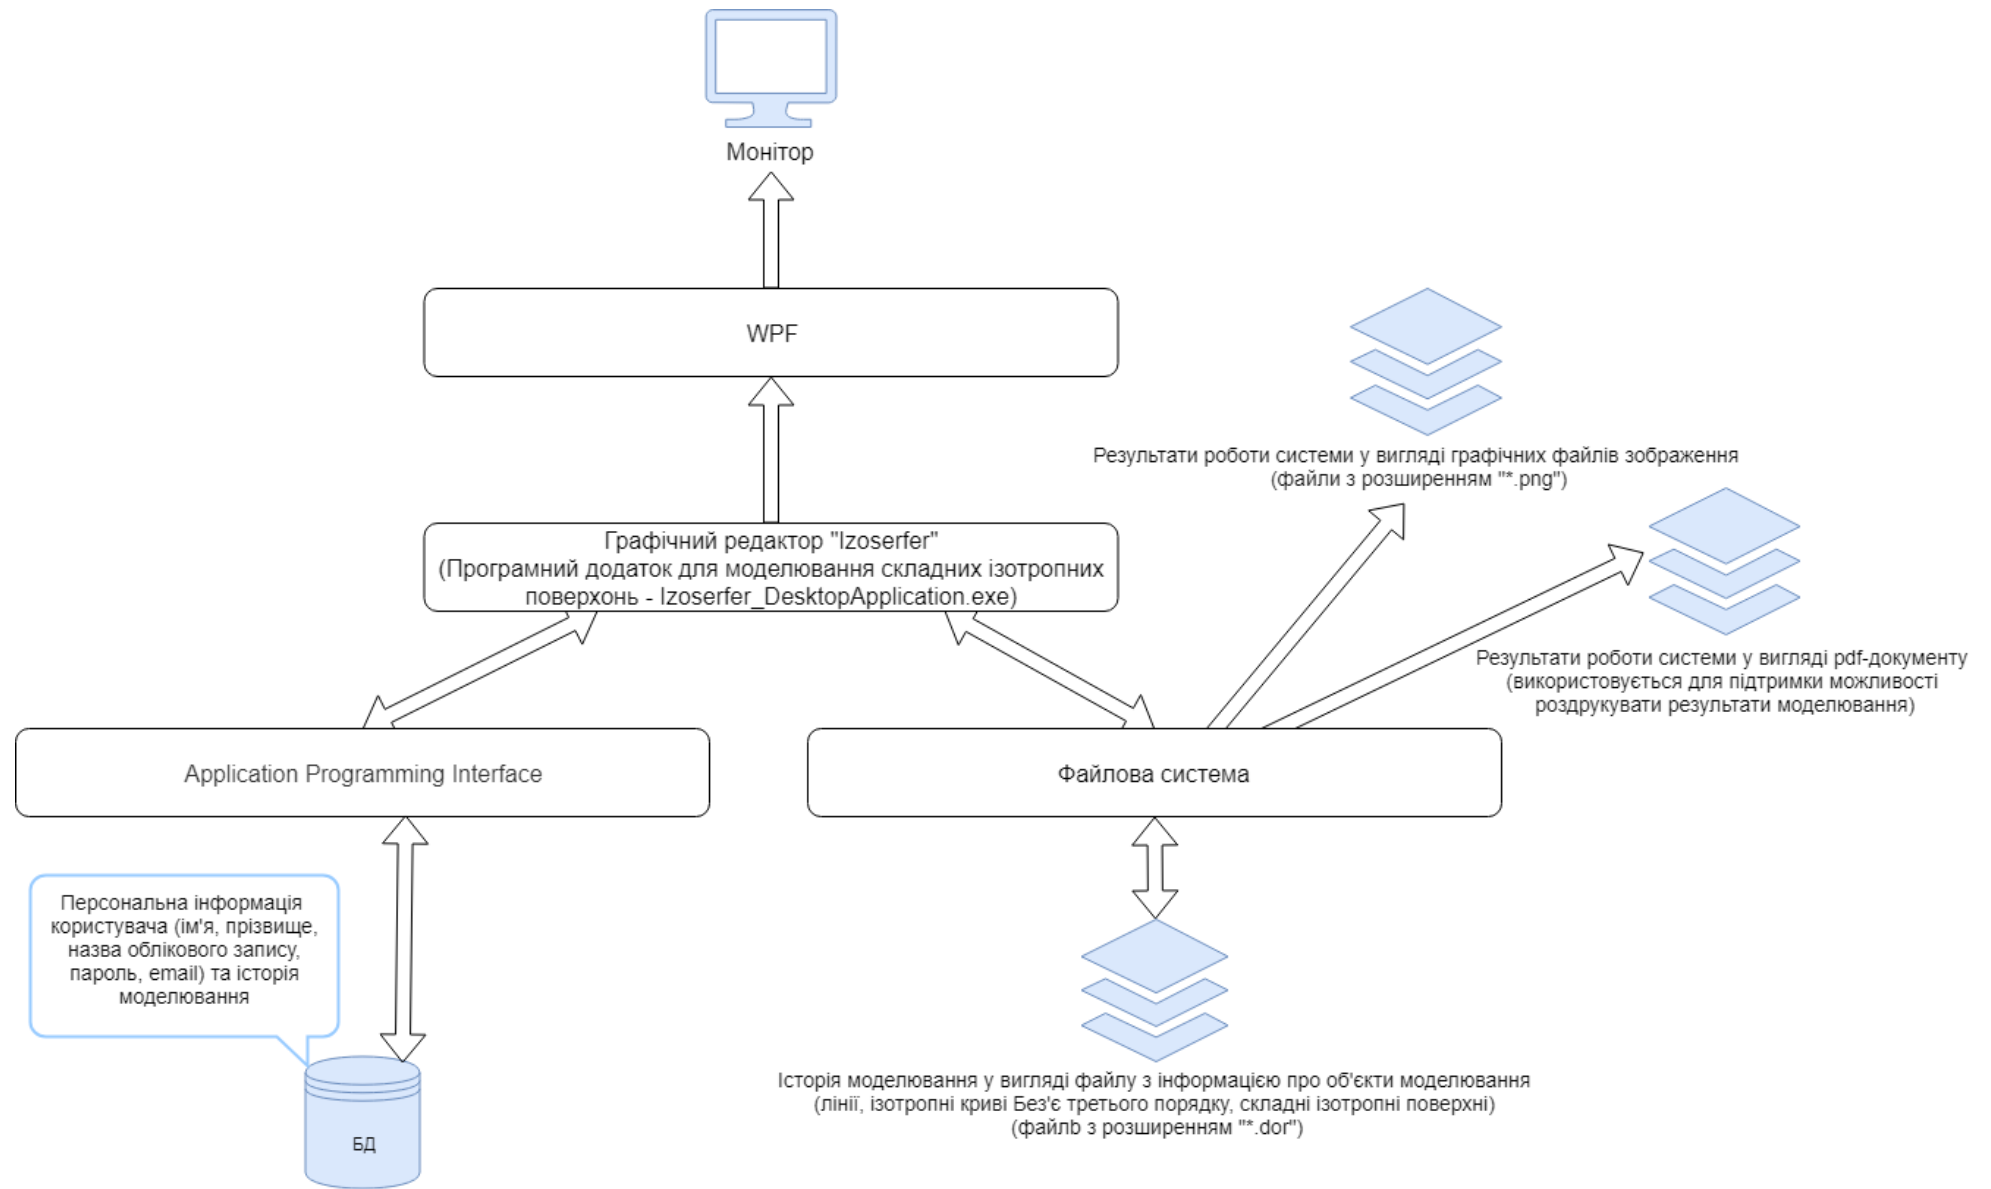 Монітор
WPF
Результати роботи системи у вигляді графічних файлів зображення
(файли з розширенням "*.png")
Графічний редактор "Izoserfer"
(Програмний додаток для моделювання складних ізотропних
поверхонь - Izoserfer_DesktopApplication.exe)
Результати роботи системи у вигляді pdf-документу
(використовується для підтримки можливості
роздрукувати результати моделювання)
Application Programming Interface
Файлова система
Персональна інформація
користувача (ім'я, прізвище,
назва облікового запису,
пароль, email) та історія
моделювання
Історія моделювання у вигляді файлу з інформацією про об'єкти моделювання
(лінії, ізотропні криві Без'є третього порядку, складні ізотропні поверхні)
(файлb з розширенням "*.dor")
БД